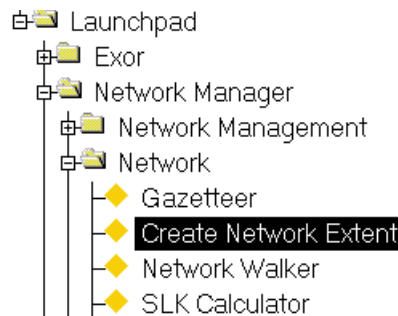 Launchpad
Exor
Network Manager
Network Management
Network
Gazetteer
Create Network Extent
Network Walker
SLK Calculator